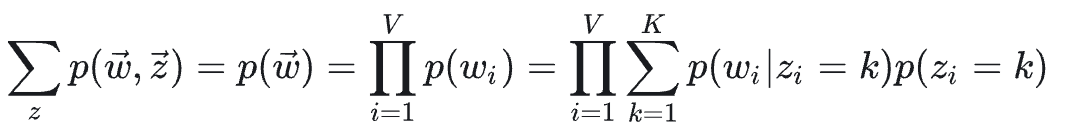 $$\sum_{z} p(\vec{w}, \vec{z}) = p(\vec{w}) = \prod_{i=1}^{V} p(w_i) = \prod_{i=1}^{V} \sum_{k=1}^{K} p(w_i | z_i = k) p(z_i = k)$$